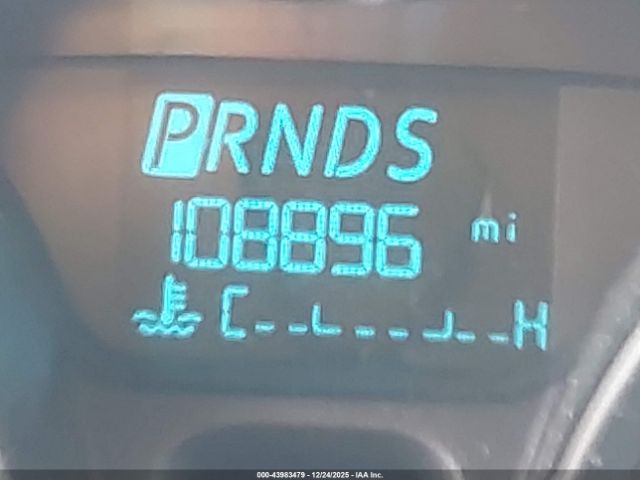 PRNDS
108896 mi
C H
000-43983479 - 12/24/2025 - IAA Inc.